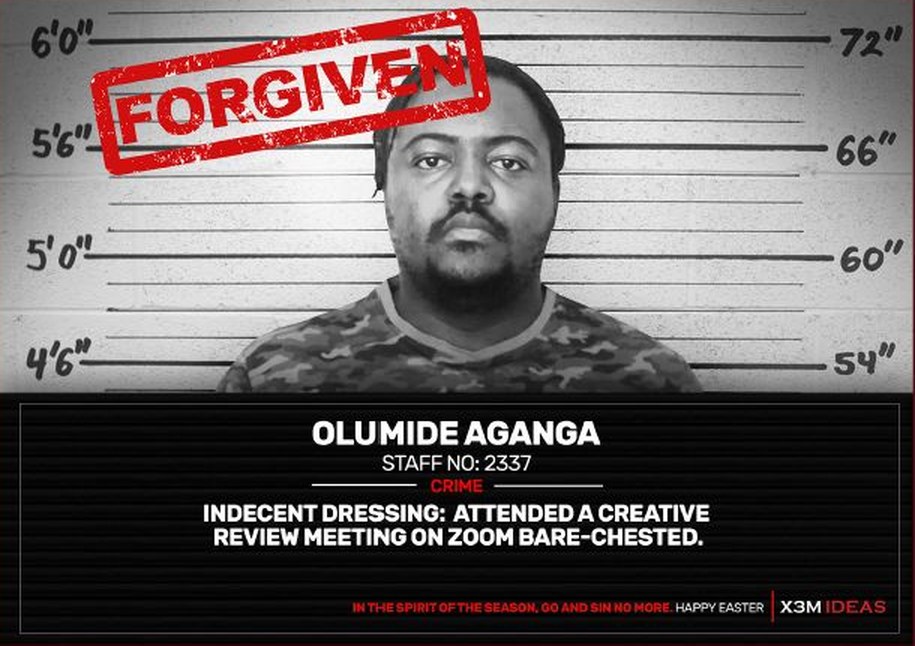 FORGIVEN
6'0" 72"
5'6" 66"
5'0" 60"
4'6" 54"
OLUMIDE AGANGA
STAFF NO: 2337
CRIME
INDECENT DRESSING: ATTENDED A CREATIVE
REVIEW MEETING ON ZOOM BARE-CHESTED.
IN THE SPIRIT OF THE SEASON, GO AND SIN NO MORE. HAPPY EASTER X3M IDEAS